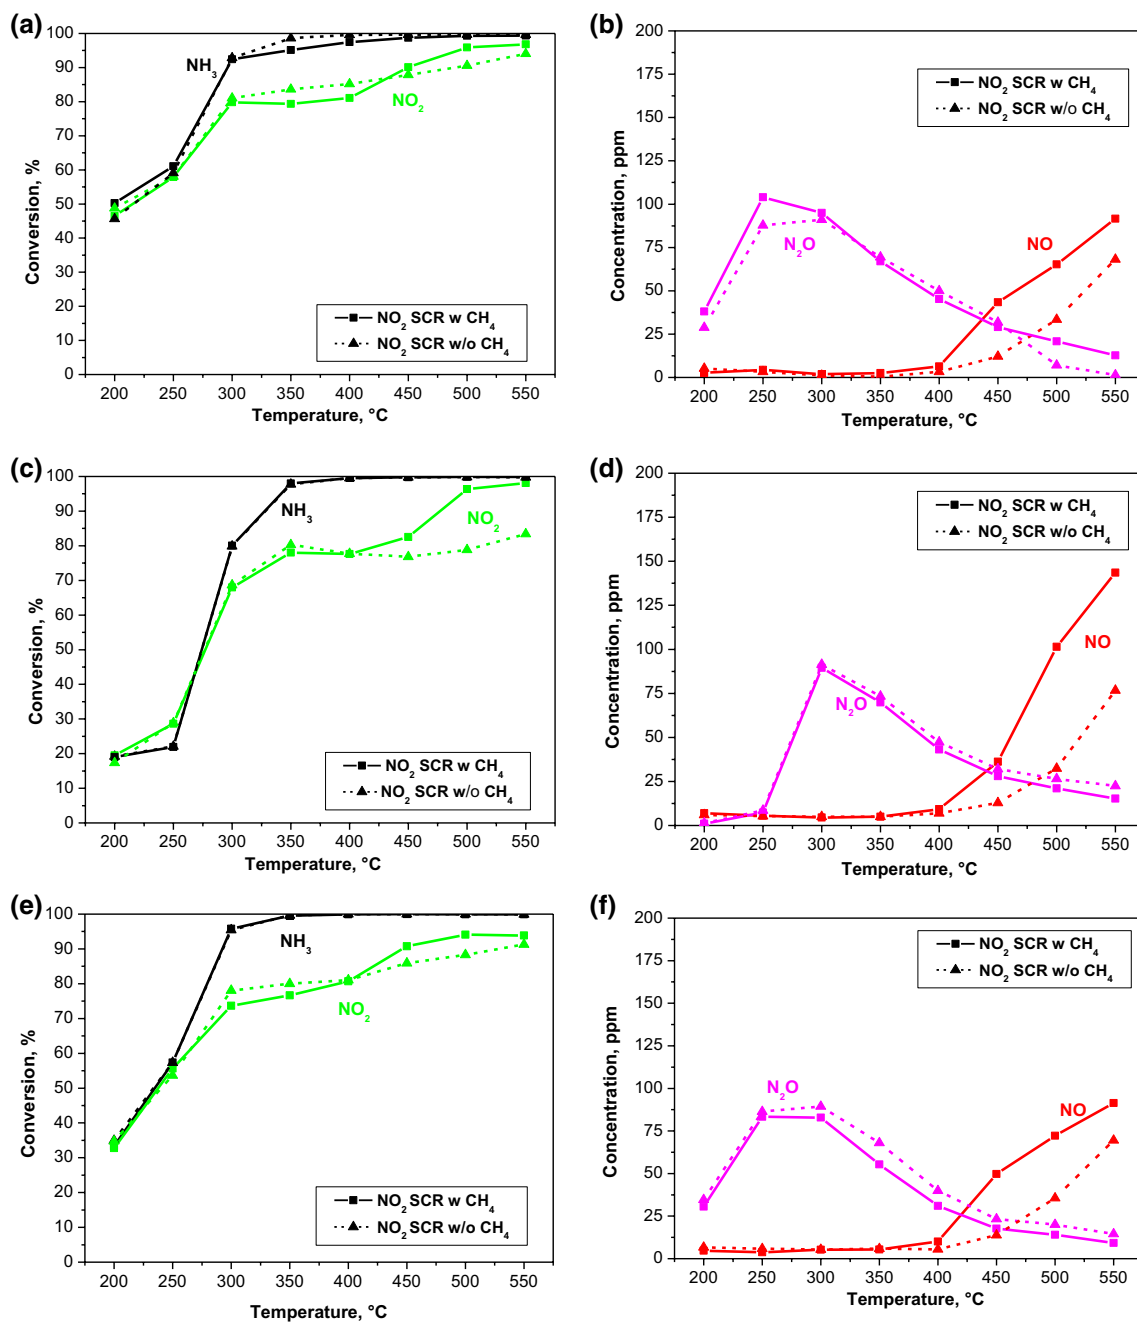 (a)
100
90
80
70
60
50
40
30
20
10
0
Conversion, %
NH₃
NO₂
NO₂ SCR w CH₄
NO₂ SCR w/o CH₄
200 250 300 350 400 450 500 550
Temperature, °C
(b)
200
175
150
125
100
75
50
25
0
Concentration, ppm
NO₂ SCR w CH₄
NO₂ SCR w/o CH₄
N₂O
NO
200 250 300 350 400 450 500 550
Temperature, °C
(c)
100
90
80
70
60
50
40
30
20
10
0
Conversion, %
NH₃
NO₂
NO₂ SCR w CH₄
NO₂ SCR w/o CH₄
200 250 300 350 400 450 500 550
Temperature, °C
(d)
200
175
150
125
100
75
50
25
0
Concentration, ppm
NO₂ SCR w CH₄
NO₂ SCR w/o CH₄
N₂O
NO
200 250 300 350 400 450 500 550
Temperature, °C
(e)
100
90
80
70
60
50
40
30
20
10
0
Conversion, %
NH₃
NO₂
NO₂ SCR w CH₄
NO₂ SCR w/o CH₄
200 250 300 350 400 450 500 550
Temperature, °C
(f)
200
175
150
125
100
75
50
25
0
Concentration, ppm
NO₂ SCR w CH₄
NO₂ SCR w/o CH₄
N₂O
NO
200 250 300 350 400 450 500 550
Temperature, °C